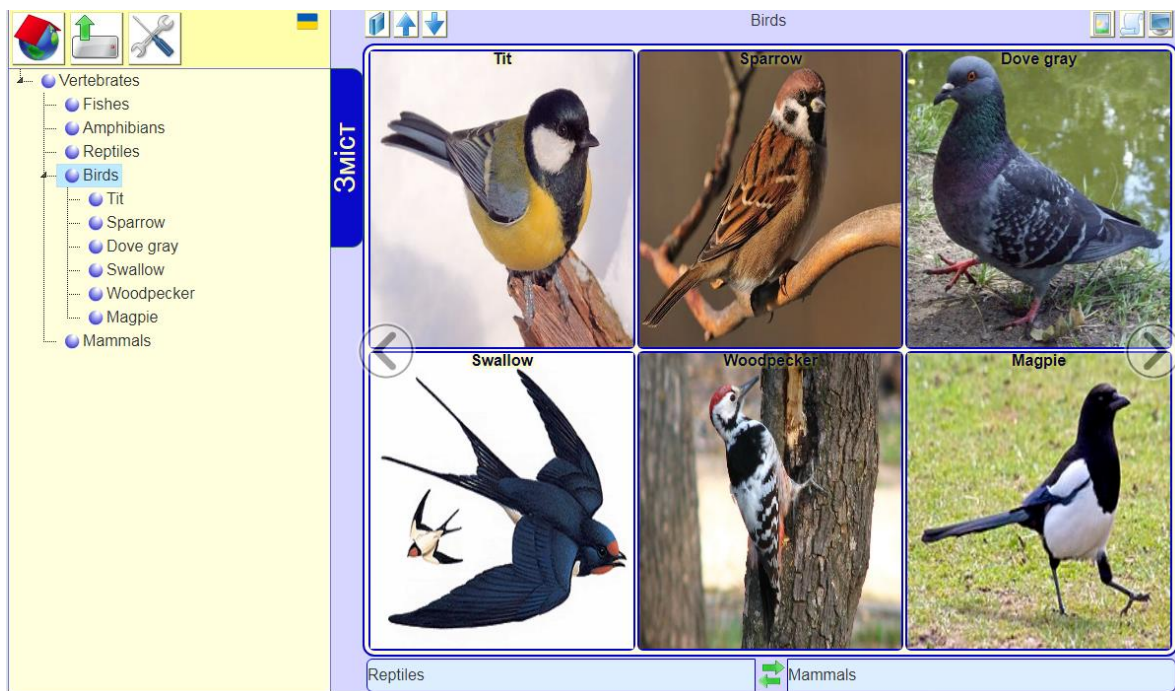 Vertebrates
Fishes
Amphibians
Reptiles
Birds
Tit
Sparrow
Dove gray
Swallow
Woodpecker
Magpie
Mammals
Зміст
Birds
Tit Sparrow Dove gray
Swallow Woodpecker Magpie
Reptiles Mammals